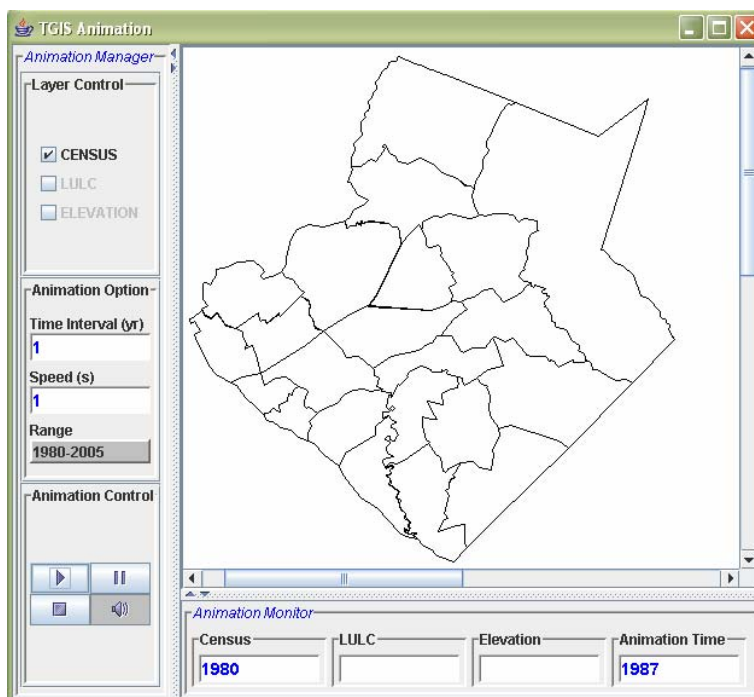 TGIS Animation
Animation Manager
Layer Control
CENSUS
LULC
ELEVATION
Animation Option
Time Interval (yr)
1
Speed (s)
1
Range
1980-2005
Animation Control
Animation Monitor
Census
LULC
Elevation
Animation Time
1980
1987